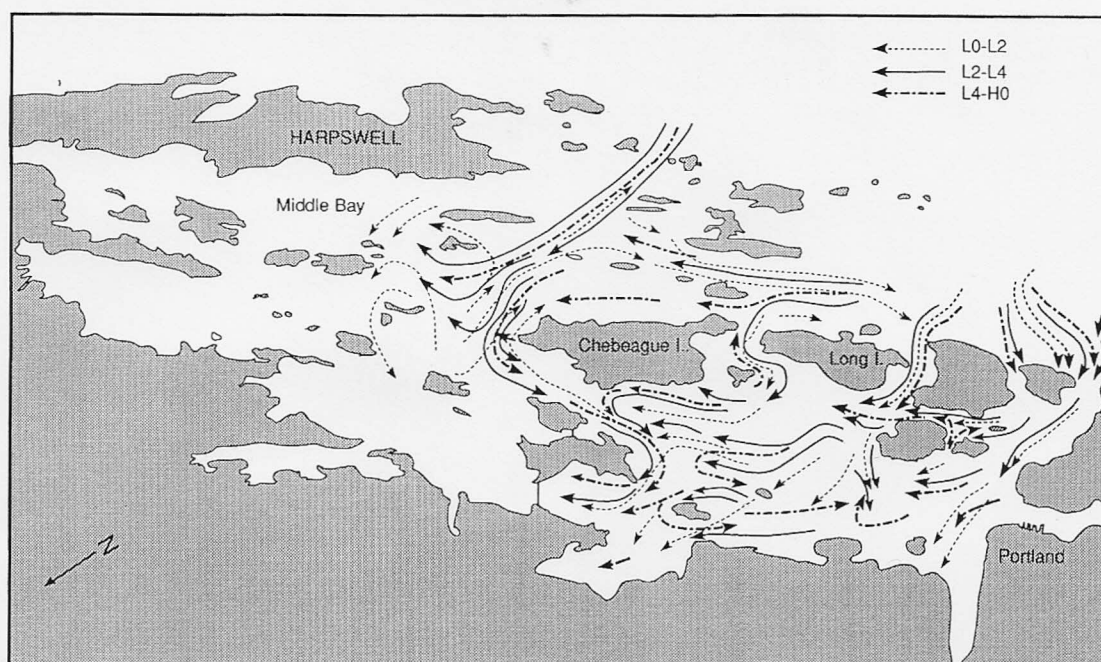 L0-L2
L2-L4
L4-H0
HARPSWELL
Middle Bay
Chebeague I.
Long I.
N
Portland